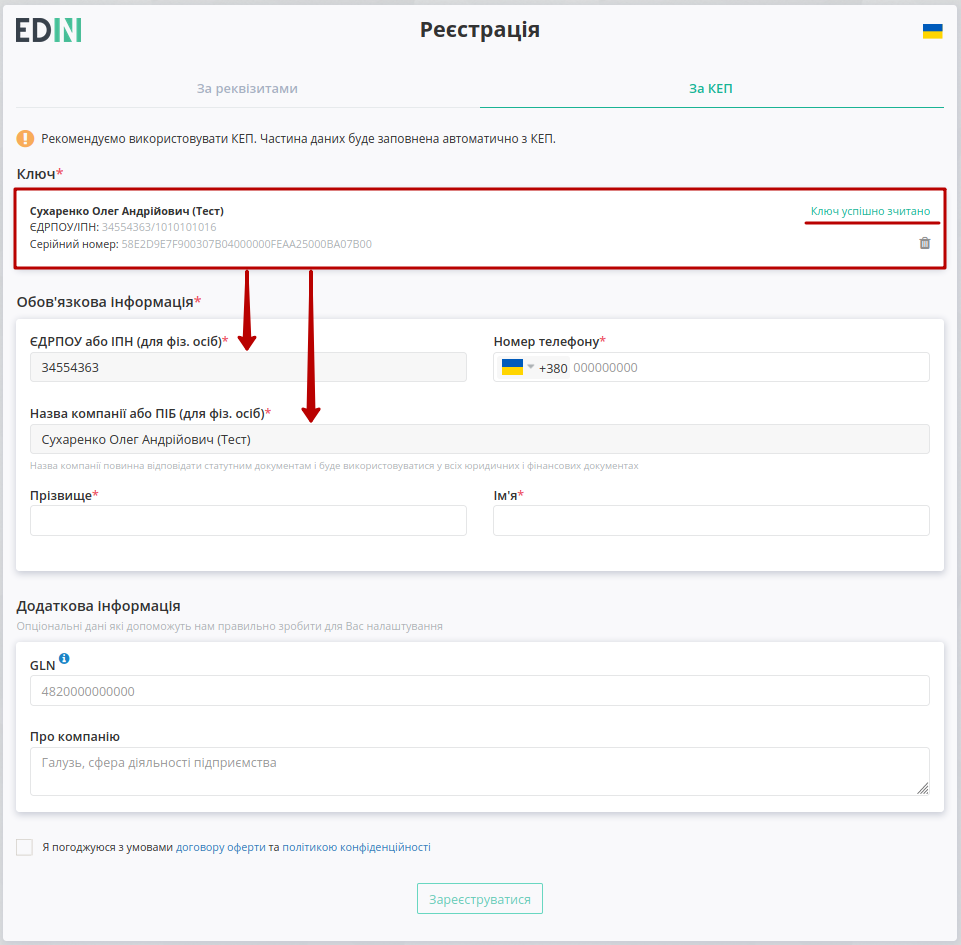 EDIN
Реєстрація
За реквізитами
За КЕП
Рекомендуємо використовувати КЕП. Частина даних буде заповнена автоматично з КЕП.
Ключ*
Сухаренко Олег Андрійович (Тест)
Ключ успішно зчитано
ЄДРПОУ/ІПН: 34554363/1010101016
Серійний номер: 58E2D9E7F900307B04000000FEAA25000BA07B00
Обов'язкова інформація*
ЄДРПОУ або ІПН (для фіз. осіб)*
Номер телефону*
34554363
+380 000000000
Назва компанії або ПІБ (для фіз. осіб)*
Сухаренко Олег Андрійович (Тест)
Назва компанії повинна відповідати статутним документам і буде використовуватися у всіх юридичних і фінансових документах
Прізвище*
Ім'я*
Додаткова інформація
Опціональні дані які допоможуть нам правильно зробити для Вас налаштування
GLN
4820000000000
Про компанію
Галузь, сфера діяльності підприємства
Я погоджуюся з умовами договору оферти та політикою конфіденційності
Зареєструватися